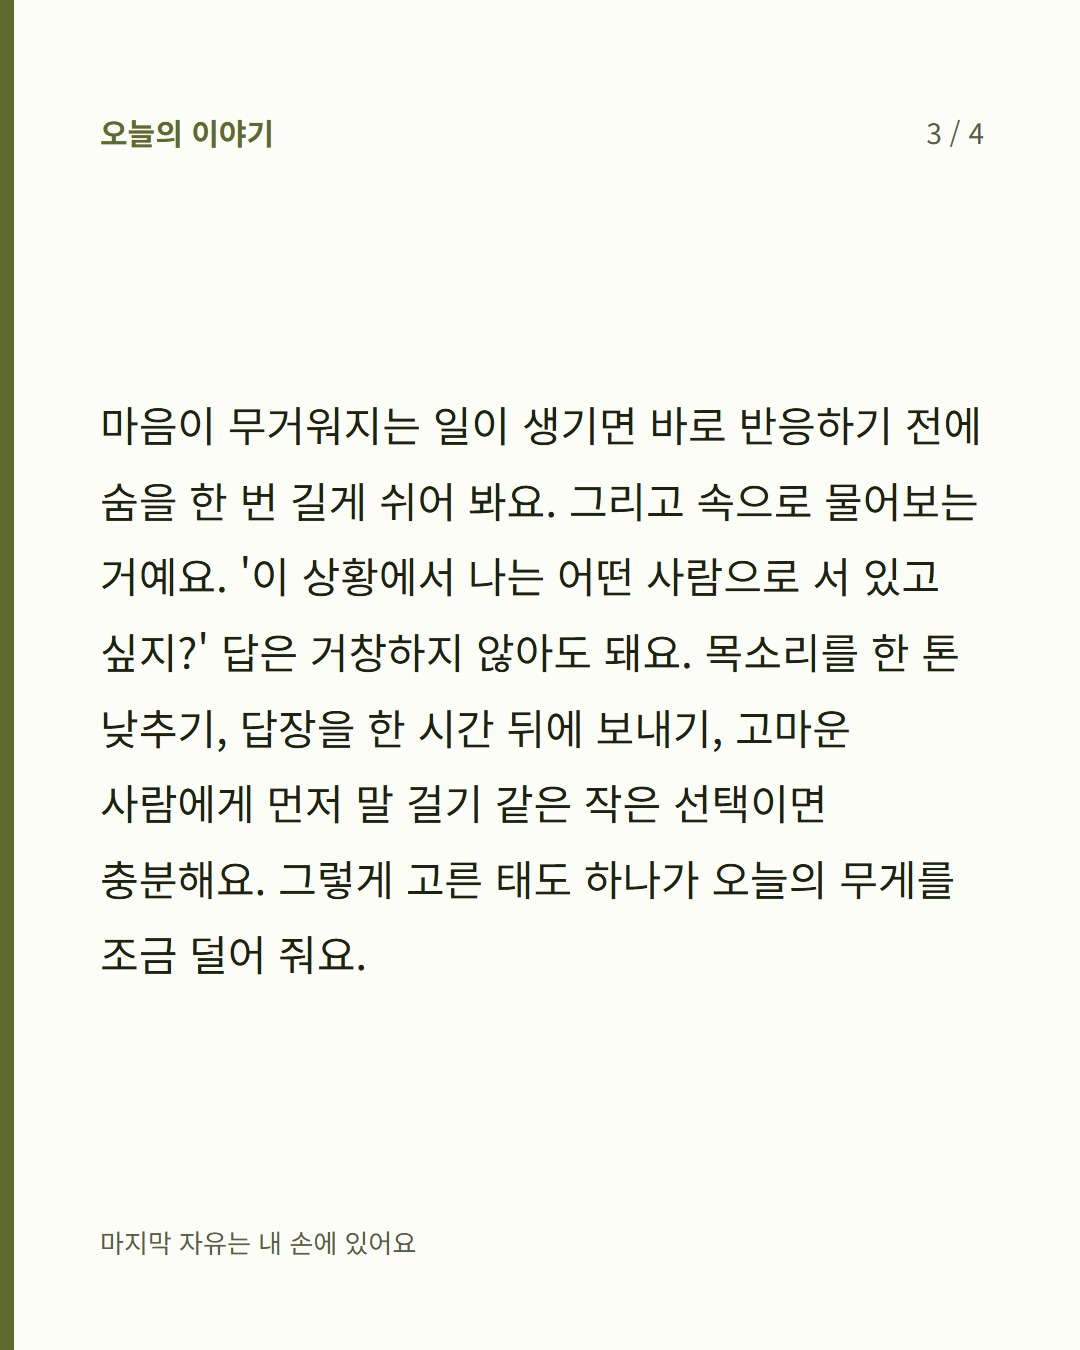 오늘의 이야기
3 / 4
마음이 무거워지는 일이 생기면 바로 반응하기 전에
숨을 한 번 길게 쉬어 봐요. 그리고 속으로 물어보는
거예요. '이 상황에서 나는 어떤 사람으로 서 있고
싶지?' 답은 거창하지 않아도 돼요. 목소리를 한 톤
낮추기, 답장을 한 시간 뒤에 보내기, 고마운
사람에게 먼저 말 걸기 같은 작은 선택이면
충분해요. 그렇게 고른 태도 하나가 오늘의 무게를
조금 덜어 줘요.
마지막 자유는 내 손에 있어요